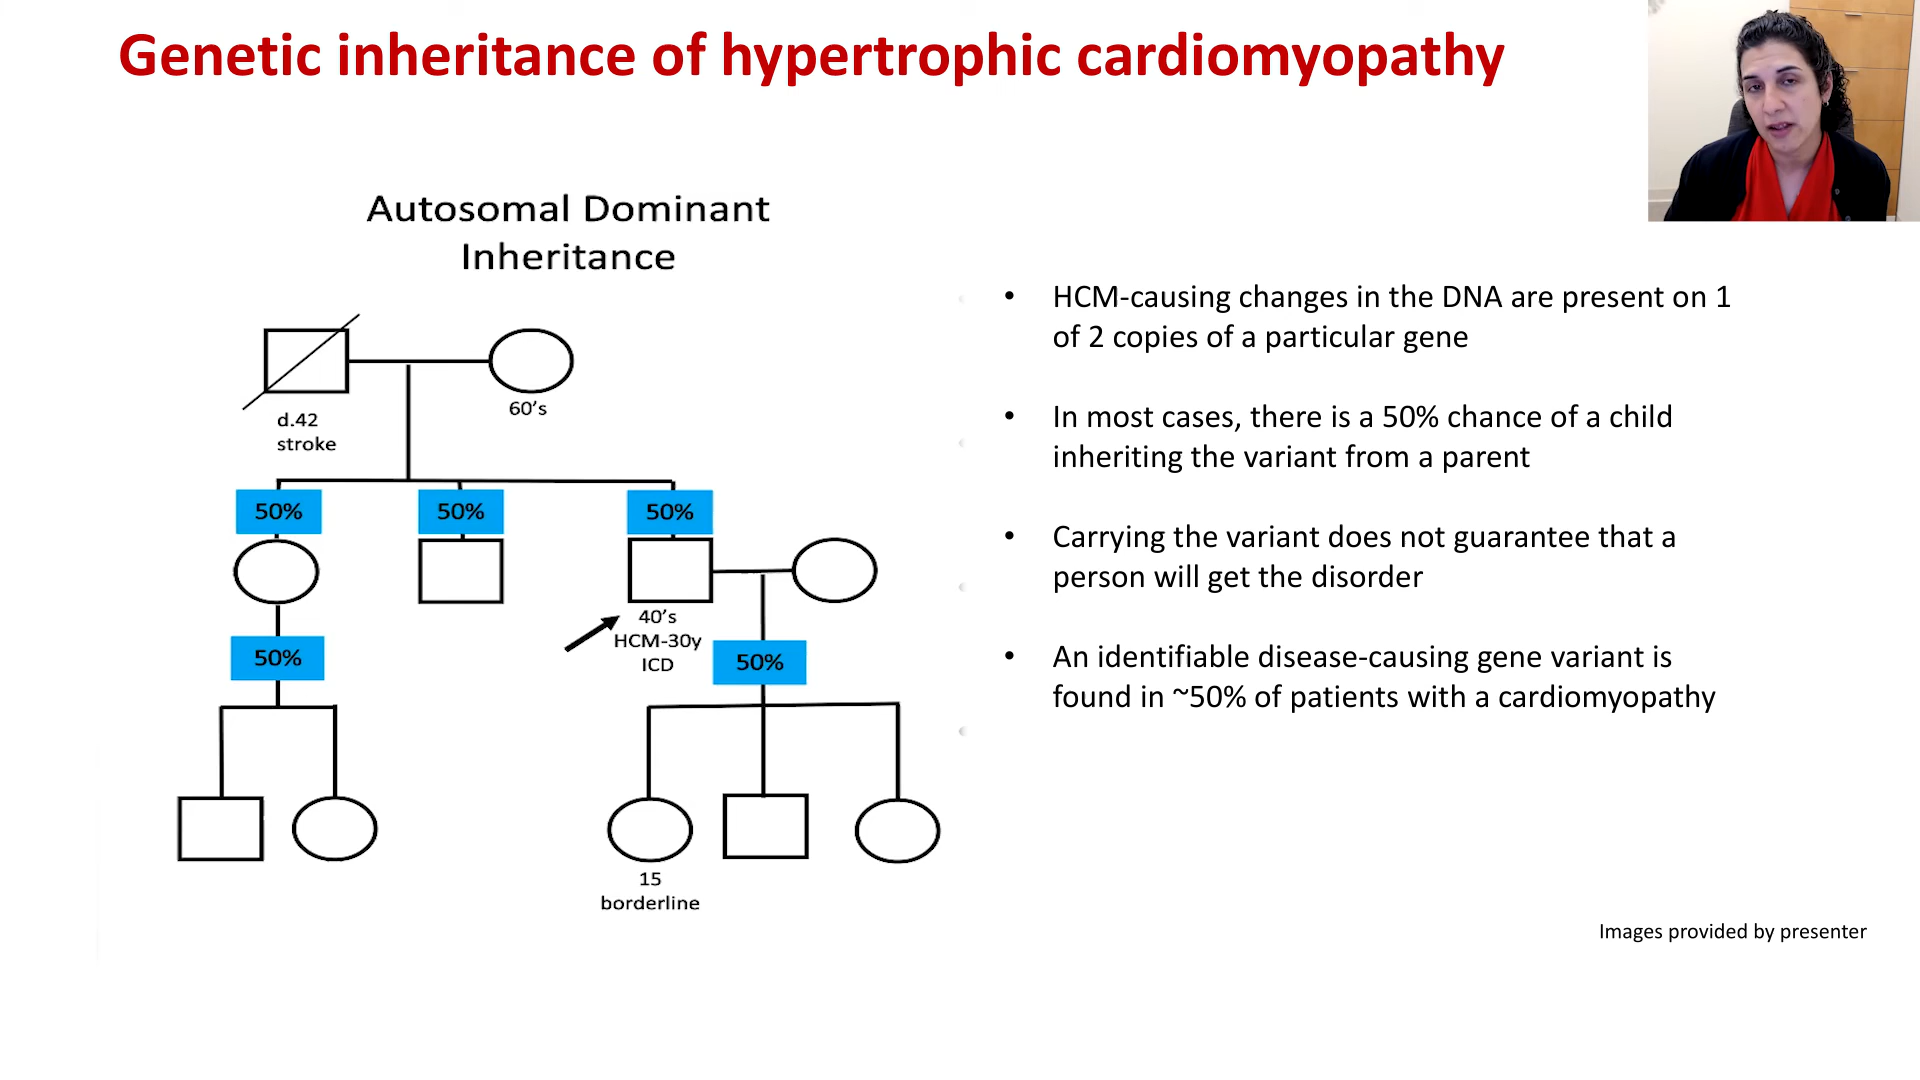 Genetic inheritance of hypertrophic cardiomyopathy
Autosomal Dominant
Inheritance
d.42
stroke
60's
50%
50%
50%
40's
HCM-30y
ICD
50%
50%
15
borderline
• HCM-causing changes in the DNA are present on 1
of 2 copies of a particular gene
• In most cases, there is a 50% chance of a child
inheriting the variant from a parent
• Carrying the variant does not guarantee that a
person will get the disorder
• An identifiable disease-causing gene variant is
found in ~50% of patients with a cardiomyopathy
Images provided by presenter